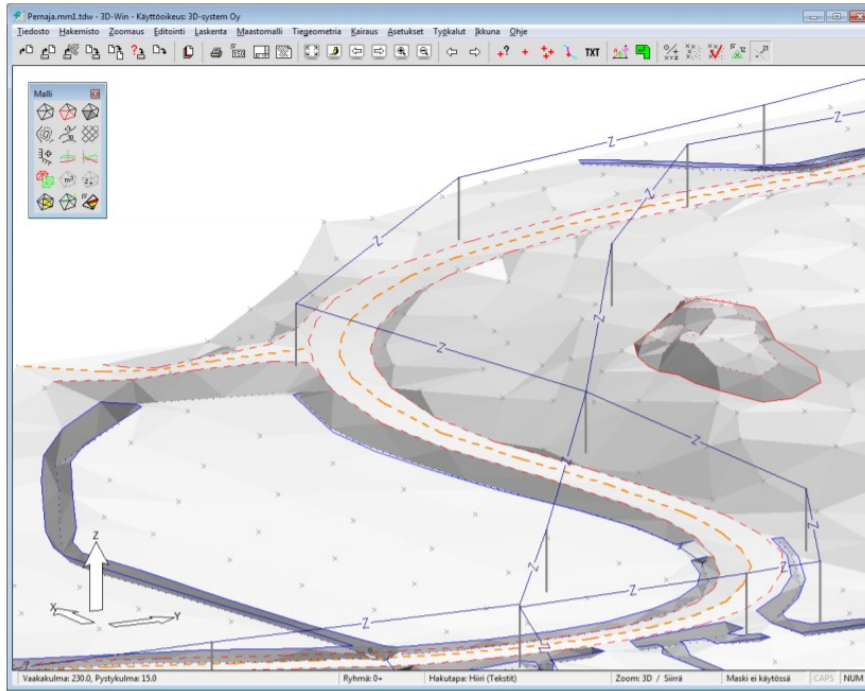 Pernaja.mm1.tdw - 3D-Win - Käyttöoikeus: 3D-system Oy
Tiedosto Hakemisto Zoomaus Editointi Laskenta Maastomalli Tiegeometria Kairaus Asetukset Työkalut Ikkuna Ohje
TXT
Malli
m³
Z
Z
Z
Z
Z
Z
Z
Z
Z
Z
Z
Z
Z
Z
X
Y
Vaakakulma: 230.0, Pystykulma: 15.0 Ryhmä: 0+ Hakutapa: Hiiri (Tekstit) Zoom: 3D / Siirrä Maski ei käytössä CAPS NUM